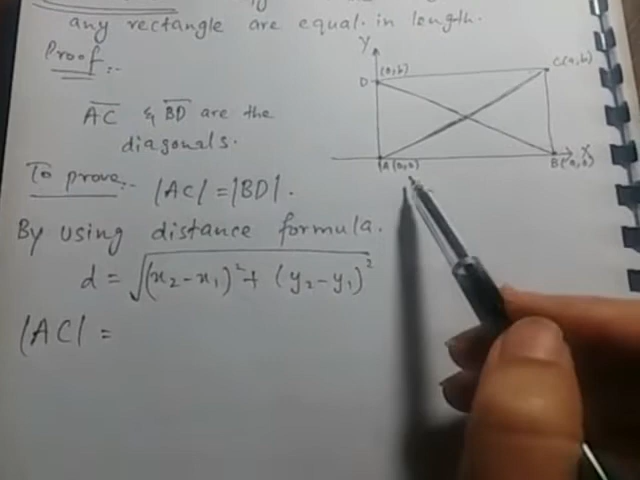 any rectangle are equal in length.
Proof:-
AC & BD are the
diagonals.
To prove:- |AC| = |BD|.
By using distance formula.
d = √(x₂-x₁)² + (y₂-y₁)²
|AC| =
Y
D (0,b)
C(a,b)
A(0,0)
B(a,0)
X